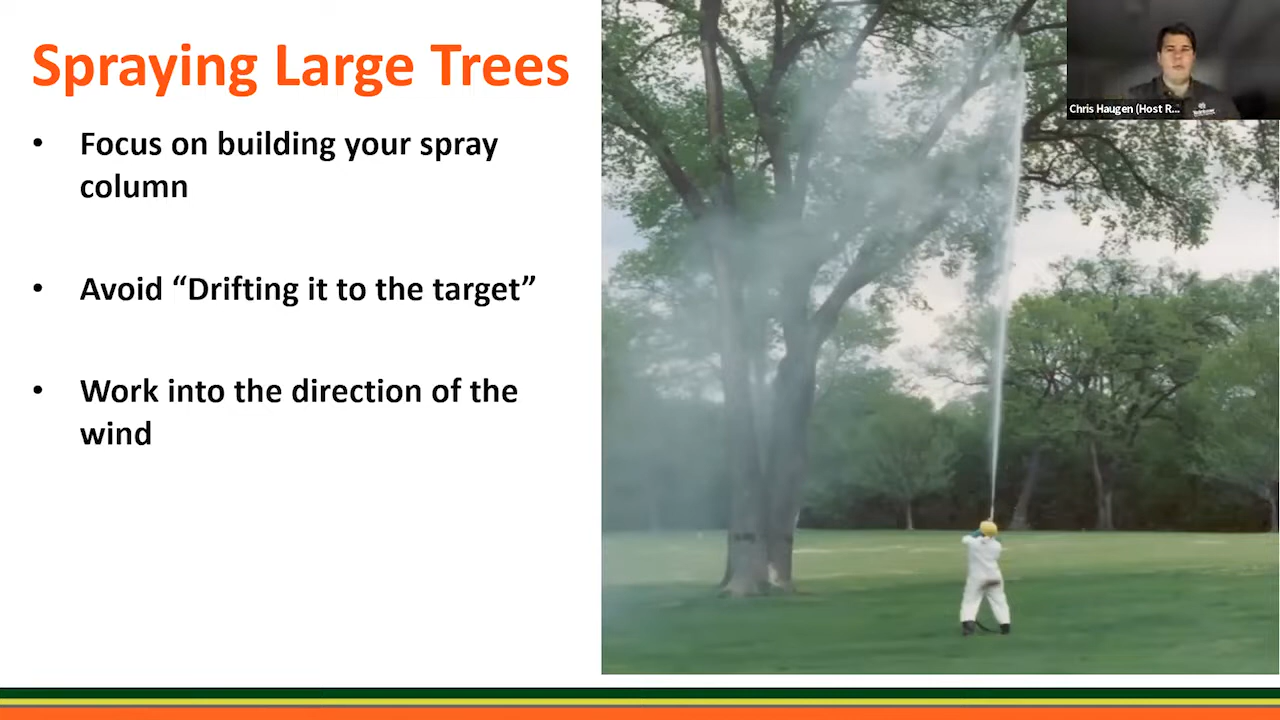 Spraying Large Trees
• Focus on building your spray
column
• Avoid “Drifting it to the target”
• Work into the direction of the
wind
Chris Haugen (Host R...